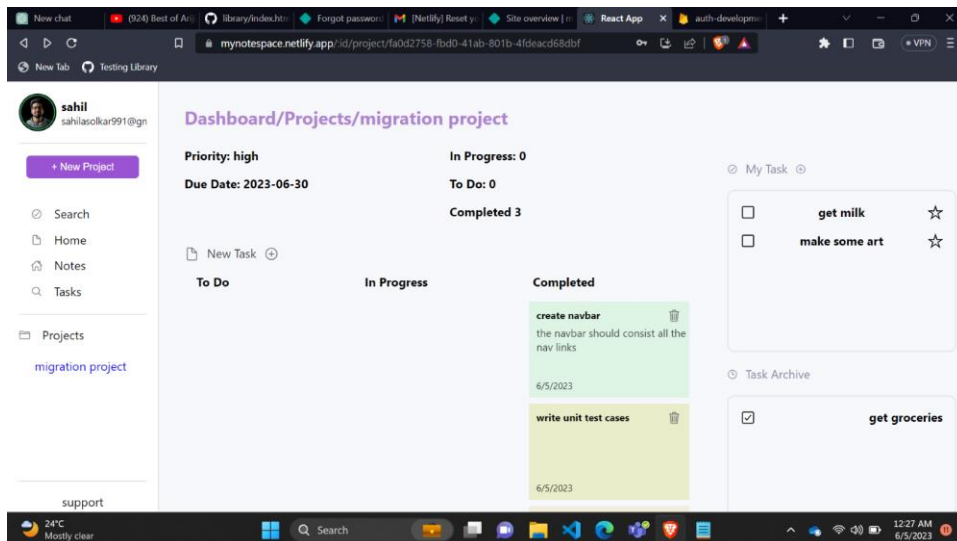 New chat
(924) Best of Arij
library/index.htm
Forgot password
[Netlify] Reset yo
Site overview | m
React App
auth-developme
mynotespace.netlify.app/:id/project/fa0d2758-fbd0-41ab-801b-4fdeacd68dbf
VPN
New Tab
Testing Library
sahil
sahilasolkar991@gm
+ New Project
Search
Home
Notes
Tasks
Projects
migration project
support
Dashboard/Projects/migration project
Priority: high
In Progress: 0
Due Date: 2023-06-30
To Do: 0
Completed 3
New Task
To Do
In Progress
Completed
create navbar
the navbar should consist all the
nav links
6/5/2023
write unit test cases
6/5/2023
My Task
get milk
make some art
Task Archive
get groceries
24°C
Mostly clear
Search
12:27 AM
6/5/2023
11